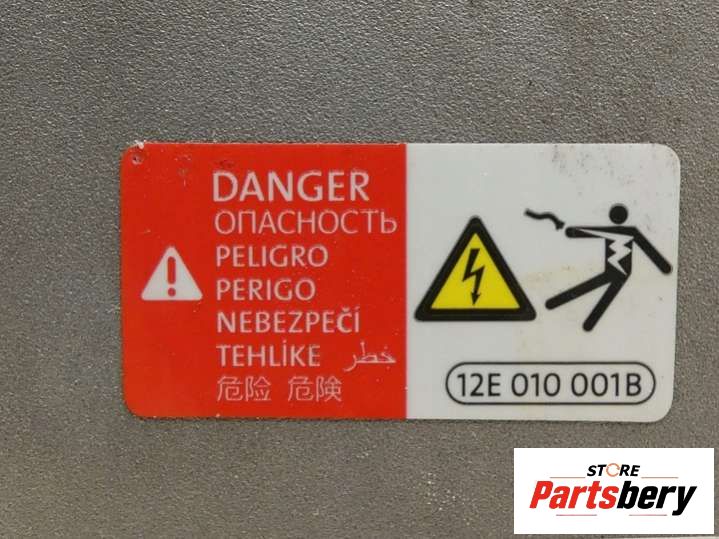 DANGER
ОПАСНОСТЬ
PELIGRO
PERIGO
NEBEZPEČÍ
TEHLİKE خطر
危险 危険
12E 010 001B
STORE
Partsbery